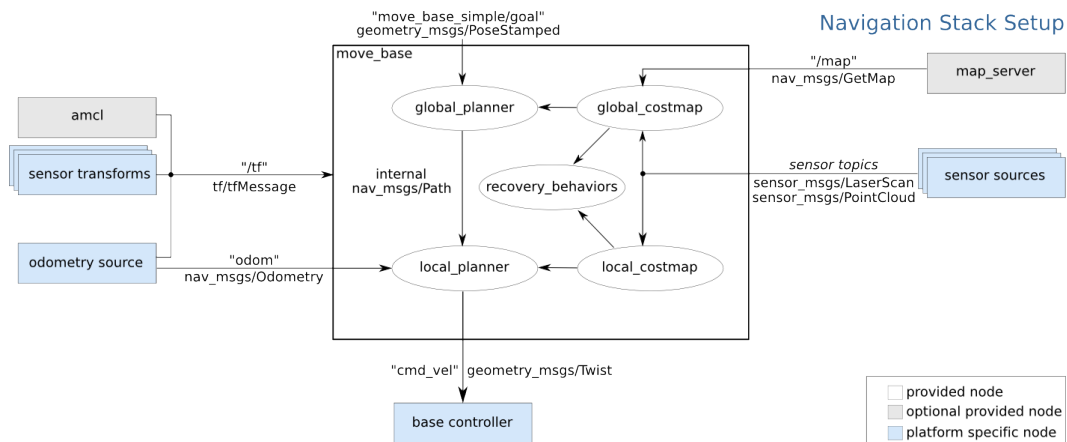 "move_base_simple/goal"
geometry_msgs/PoseStamped
Navigation Stack Setup
move_base
"/map"
nav_msgs/GetMap
map_server
amcl
global_planner
global_costmap
sensor transforms
"/tf"
tf/tfMessage
internal
nav_msgs/Path
recovery_behaviors
sensor topics
sensor_msgs/LaserScan
sensor_msgs/PointCloud
sensor sources
odometry source
"odom"
nav_msgs/Odometry
local_planner
local_costmap
"cmd_vel" geometry_msgs/Twist
base controller
provided node
optional provided node
platform specific node